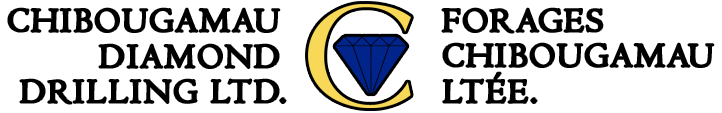 CHIBOUGAMAU
DIAMOND
DRILLING LTD.
C
FORAGES
CHIBOUGAMAU
LTÉE.